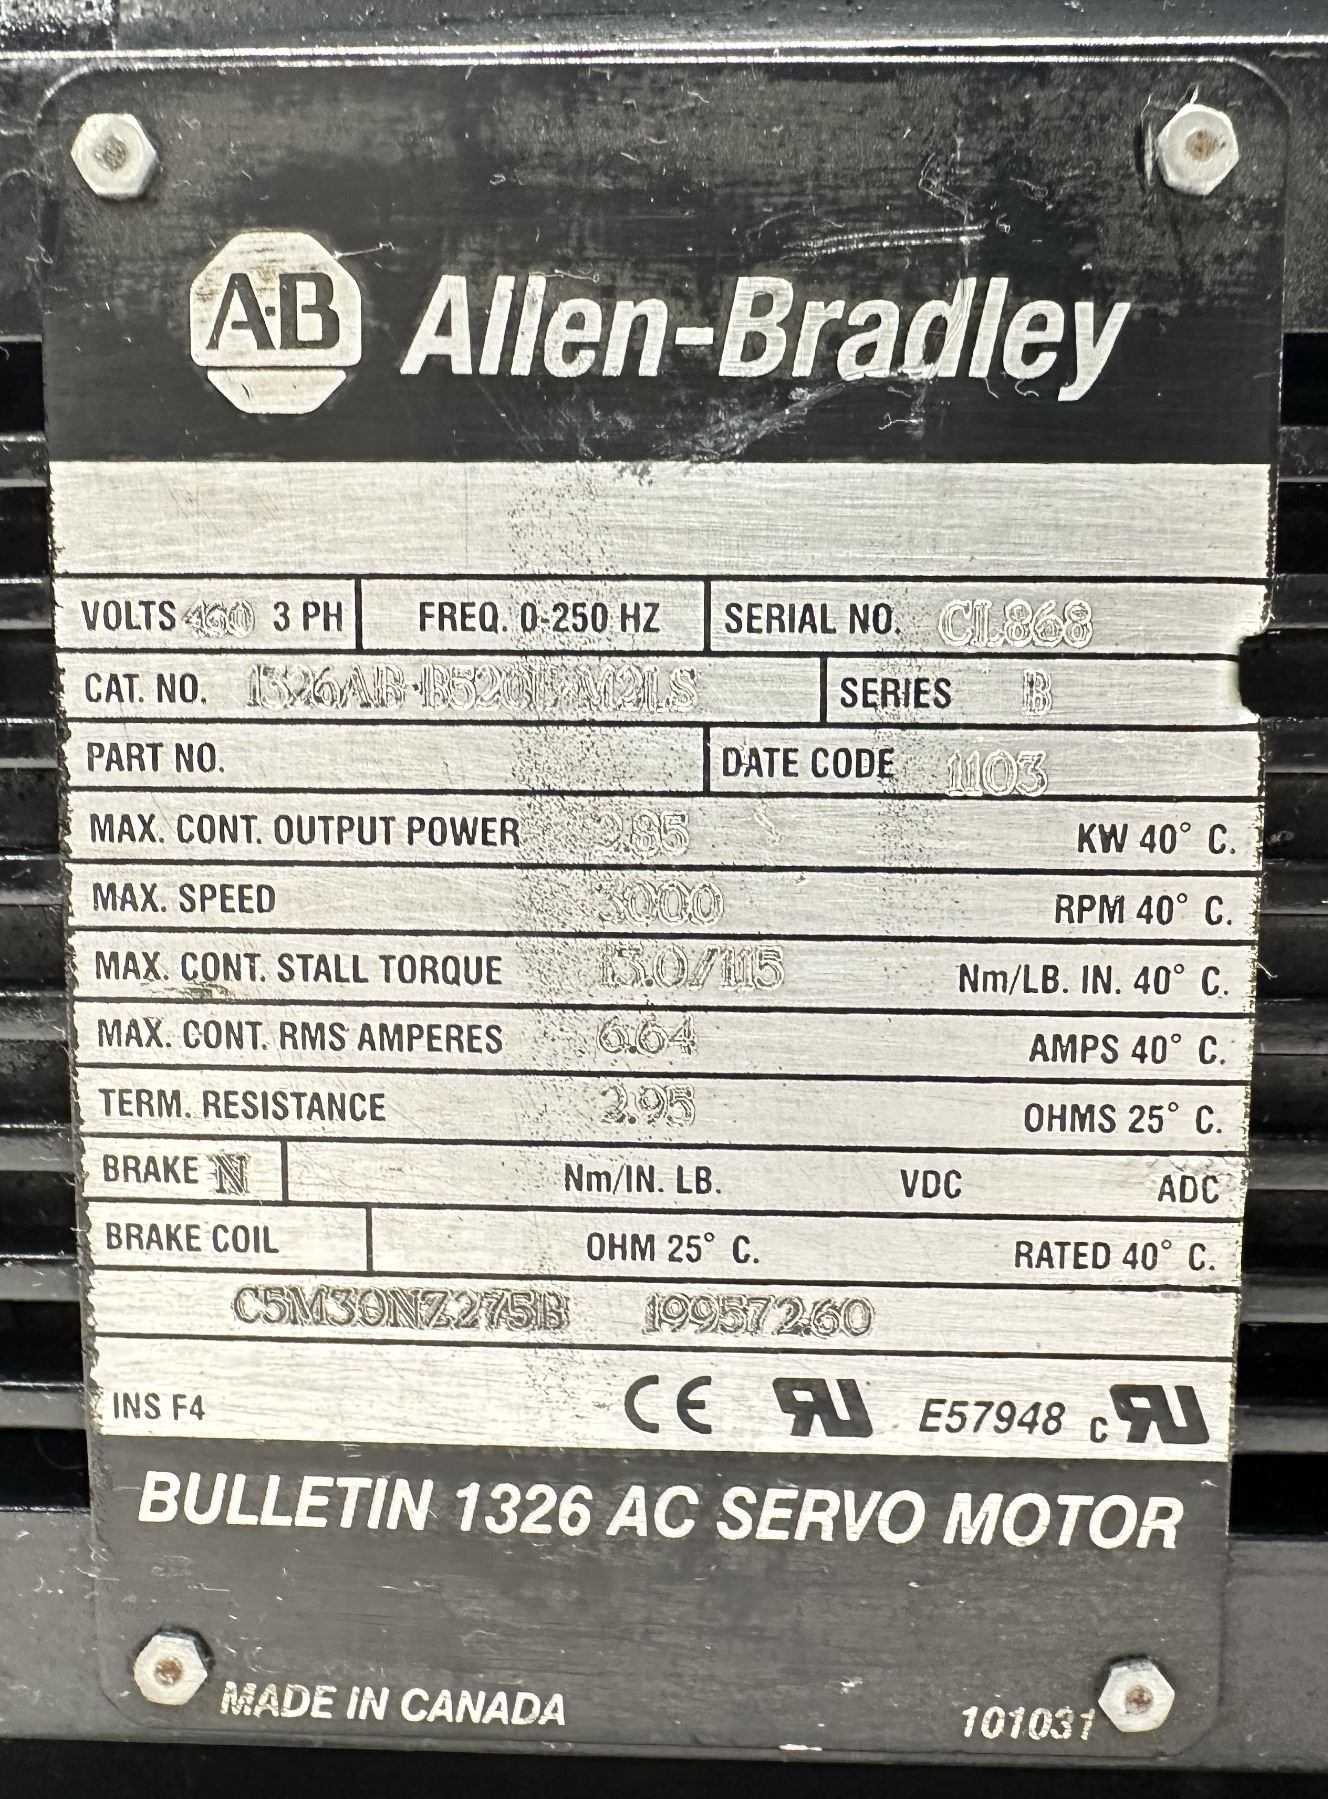 A-B Allen-Bradley
VOLTS 460 3 PH FREQ. 0-250 HZ SERIAL NO. CL868
CAT. NO. 1326AB-B520E-M2LS SERIES B
PART NO. DATE CODE 1103
MAX. CONT. OUTPUT POWER 2.85 KW 40° C.
MAX. SPEED 3000 RPM 40° C.
MAX. CONT. STALL TORQUE 13.0/115 Nm/LB. IN. 40° C.
MAX. CONT. RMS AMPERES 6.64 AMPS 40° C.
TERM. RESISTANCE 2.95 OHMS 25° C.
BRAKE N Nm/IN. LB. VDC ADC
BRAKE COIL OHM 25° C. RATED 40° C.
C5M30NZ275B 19957260
INS F4 CE RU E57948 c RU
BULLETIN 1326 AC SERVO MOTOR
MADE IN CANADA 101031